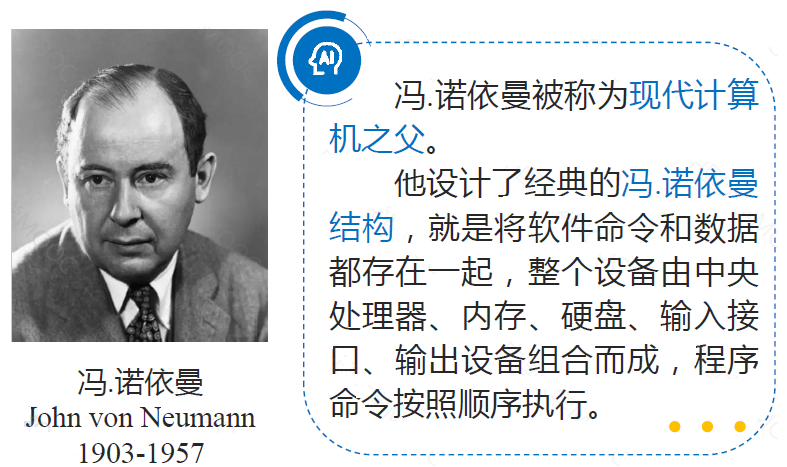 AI
冯.诺依曼被称为现代计算
机之父。
他设计了经典的冯.诺依曼
结构，就是将软件命令和数据
都存在一起，整个设备由中央
处理器、内存、硬盘、输入接
口、输出设备组合而成，程序
命令按照顺序执行。
冯.诺依曼
John von Neumann
1903-1957